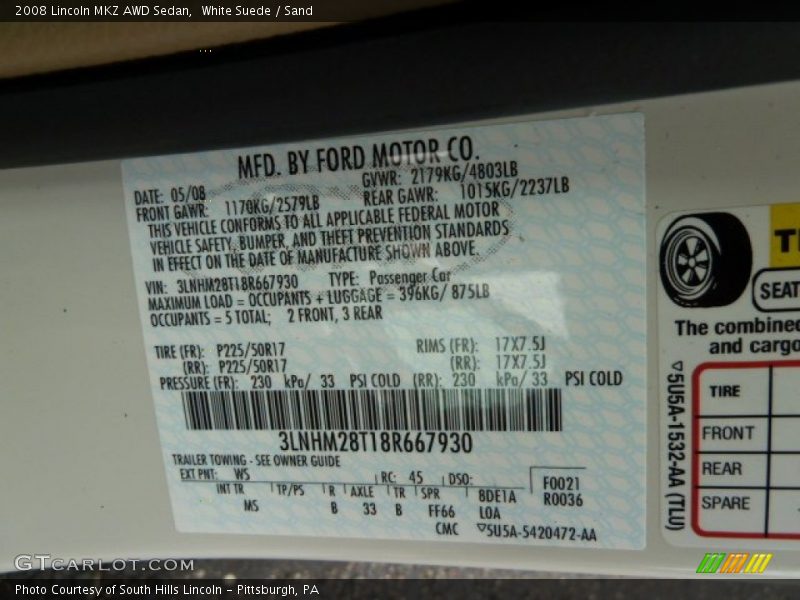 2008 Lincoln MKZ AWD Sedan,  White Suede / Sand
MFD. BY FORD MOTOR CO.
DATE: 05/08 GVWR: 2179KG/4803LB
FRONT GAWR: 1170KG/2579LB REAR GAWR: 1015KG/2237LB
THIS VEHICLE CONFORMS TO ALL APPLICABLE FEDERAL MOTOR
VEHICLE SAFETY, BUMPER, AND THEFT PREVENTION STANDARDS
IN EFFECT ON THE DATE OF MANUFACTURE SHOWN ABOVE.
VIN: 3LNHM28T18R667930 TYPE: Passenger Car
MAXIMUM LOAD = OCCUPANTS + LUGGAGE = 396KG/ 875LB
OCCUPANTS = 5 TOTAL; 2 FRONT, 3 REAR
TIRE (FR): P225/50R17 RIMS (FR): 17X7.5J
(RR): P225/50R17 (RR): 17X7.5J
PRESSURE (FR): 230 kPa/ 33 PSI COLD (RR): 230 kPa/ 33 PSI COLD
3LNHM28T18R667930
TRAILER TOWING - SEE OWNER GUIDE
EXT PNT: WS RC: 45 DSO: F0021
INT TR TP/PS R AXLE TR SPR BDE1A R0036
MS B 33 B FF66 LOA
CMC ▽5U5A-5420472-AA
SEAT
The combined
and cargo
TIRE
FRONT
REAR
SPARE
▽5U5A-1532-AA (TLU)
GTCARLOT.COM
Photo Courtesy of South Hills Lincoln - Pittsburgh, PA